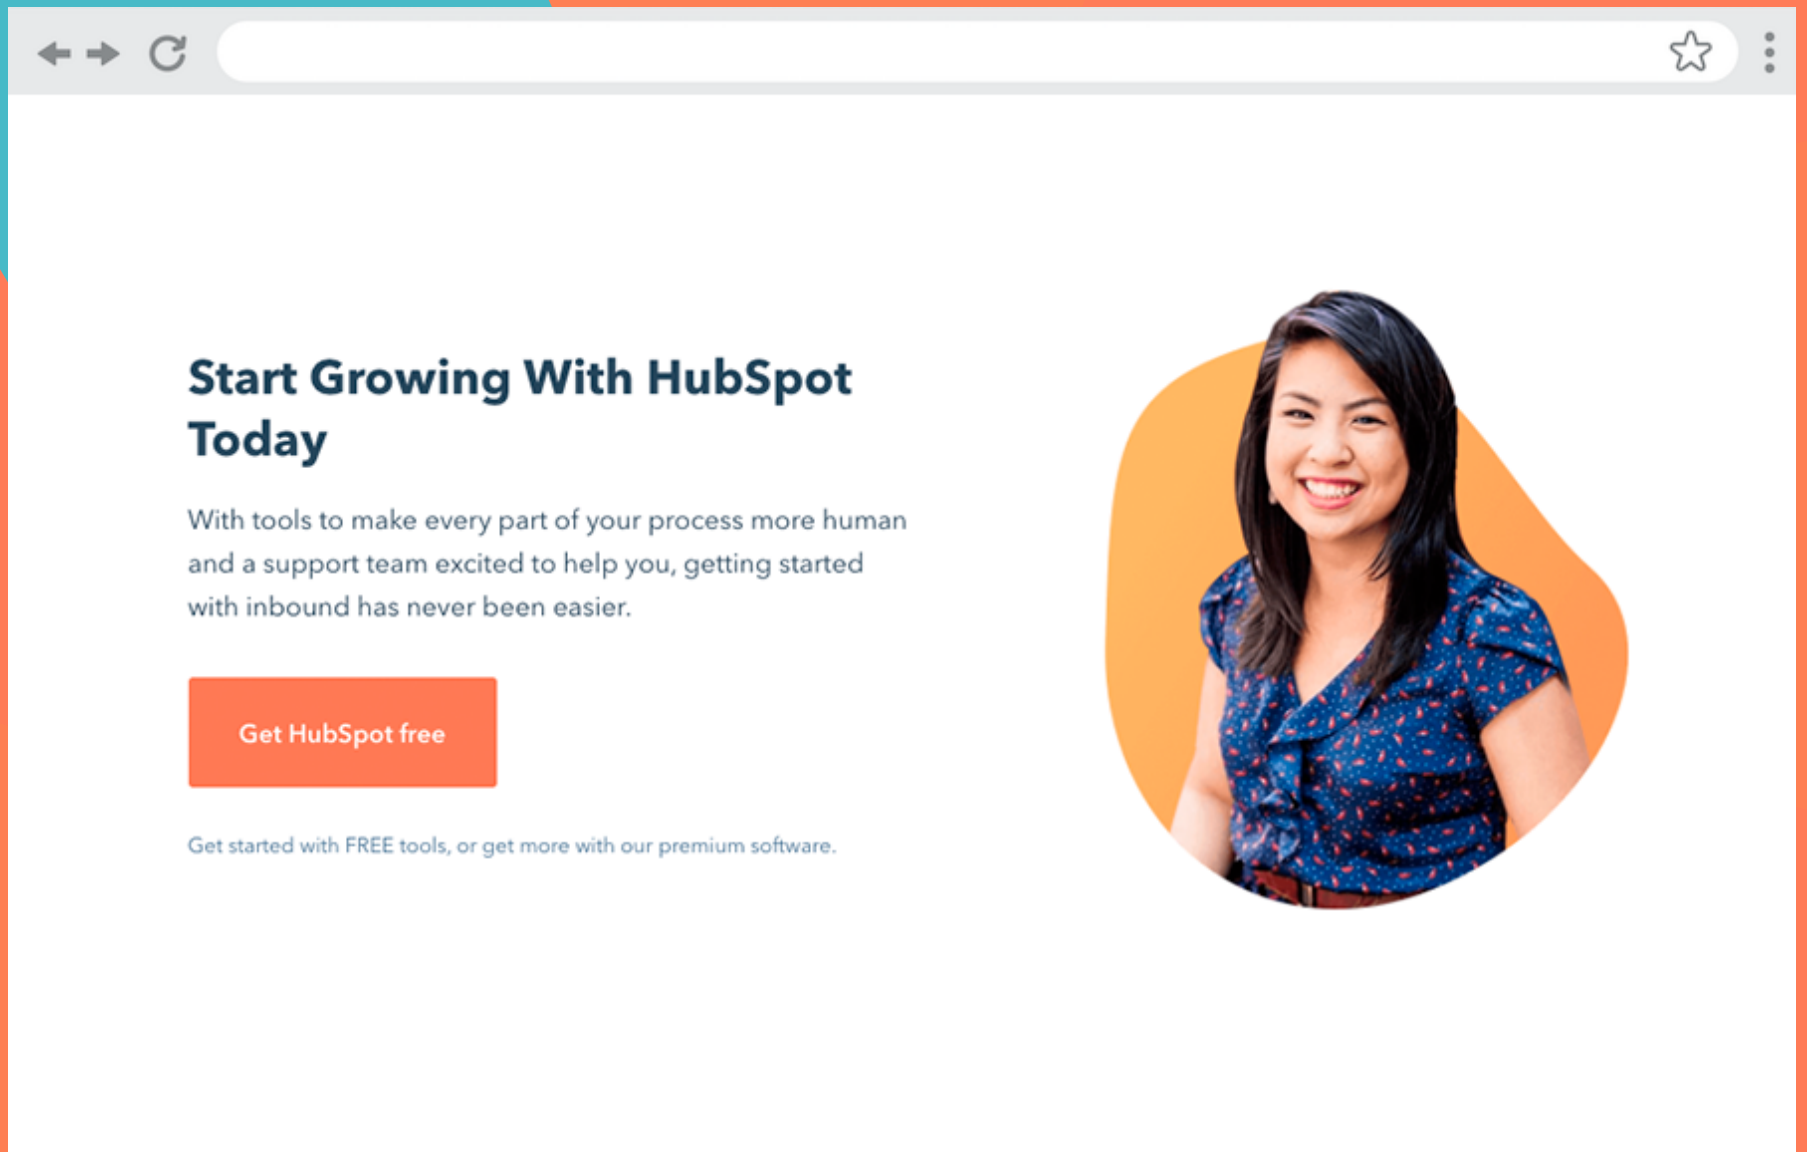 Start Growing With HubSpot
Today
With tools to make every part of your process more human
and a support team excited to help you, getting started
with inbound has never been easier.
Get HubSpot free
Get started with FREE tools, or get more with our premium software.